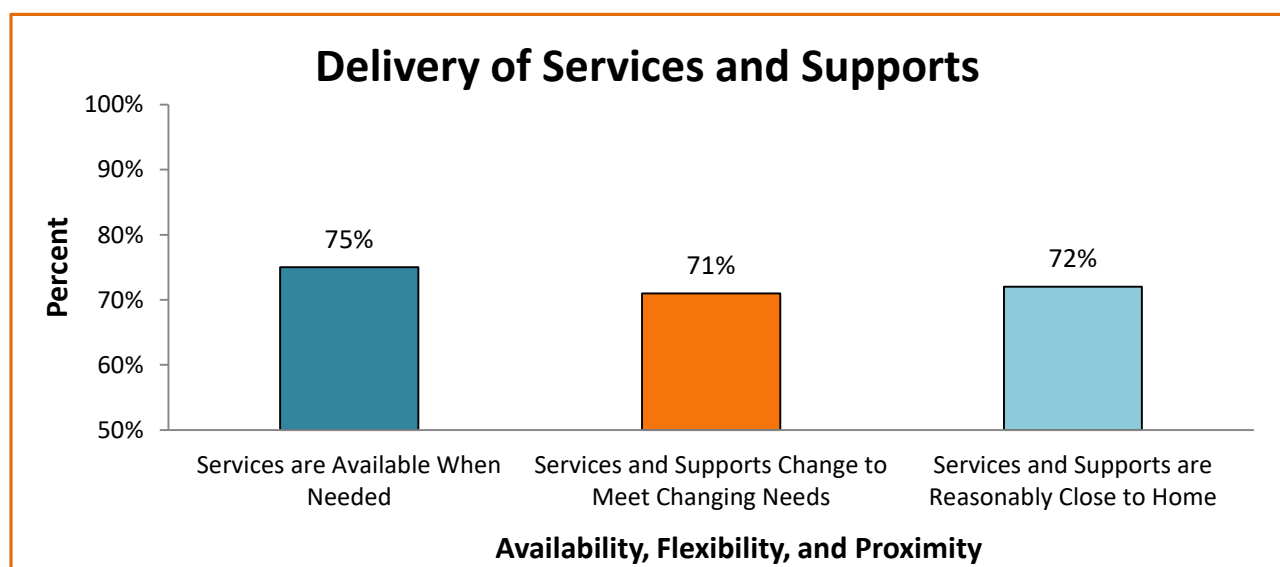 Delivery of Services and Supports
100%
90%
80%
70%
60%
50%
Percent
75%
71%
72%
Services are Available When
Needed
Services and Supports Change to
Meet Changing Needs
Services and Supports are
Reasonably Close to Home
Availability, Flexibility, and Proximity